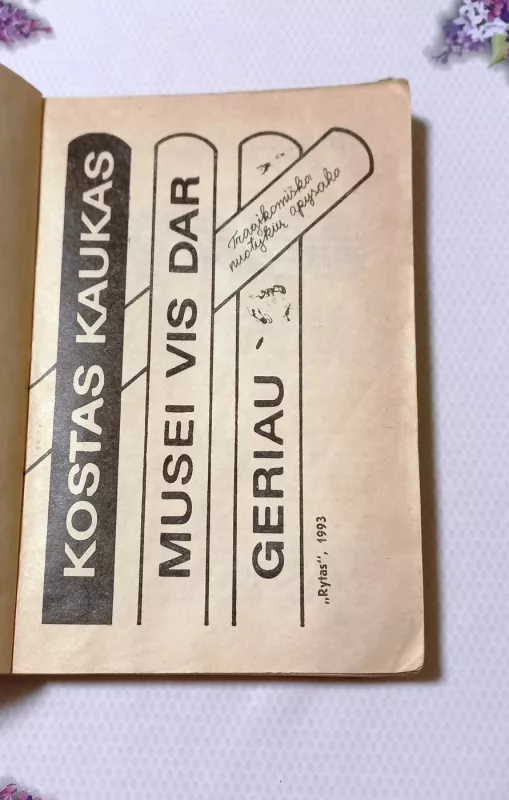 KOSTAS KAUKAS
MUSEI VIS DAR
GERIAU
Tragikomiška
nuotykių apysaka
„Rytas“, 1993